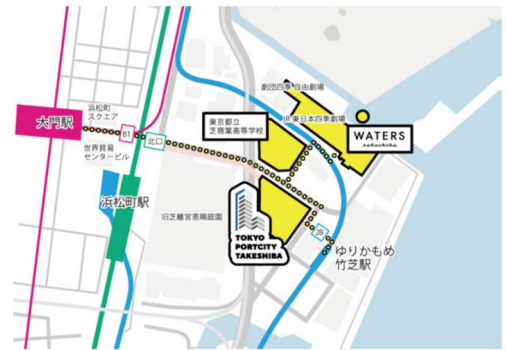 劇団四季 自由劇場
浜松町
スクエア
大門駅
B1
北口
東京都立
芝商業高等学校
JR 東日本四季劇場
WATERS
takeshiba
世界貿易
センタービル
浜松町駅
旧芝離宮恩賜庭園
TOKYO
PORTCITY
TAKESHIBA
2B
ゆりかもめ
竹芝駅